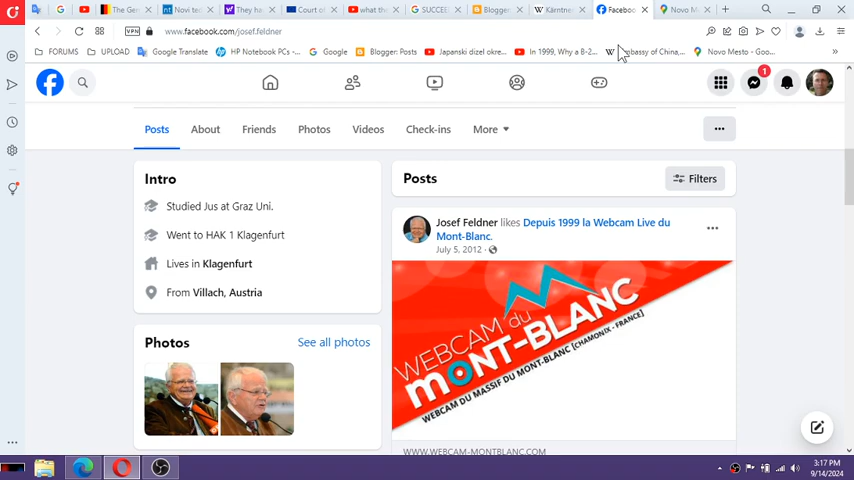 The Ger
Novi te
They ha
Court o
what the
SUCCEE
Blogge
Kärntne
Faceboo
Novo M
VPN
www.facebook.com/josef.feldner
FORUMS
UPLOAD
Google Translate
HP Notebook PCs -...
Google
Blogger: Posts
Japanski dizel okre...
In 1999, Why a B-2...
bassy of China,...
Novo Mesto - Goo...
»
1
Posts
About
Friends
Photos
Videos
Check-ins
More
Intro
Studied Jus at Graz Uni.
Went to HAK 1 Klagenfurt
Lives in Klagenfurt
From Villach, Austria
Photos
See all photos
Posts
Filters
Josef Feldner likes Depuis 1999 la Webcam Live du
Mont-Blanc.
July 5, 2012 ·
WEBCAM du
MONT-BLANC
WEBCAM DU MASSIF DU MONT-BLANC [CHAMONIX - FRANCE]
WWW.WEBCAM-MONTBLANC.COM
3:17 PM
9/14/2024